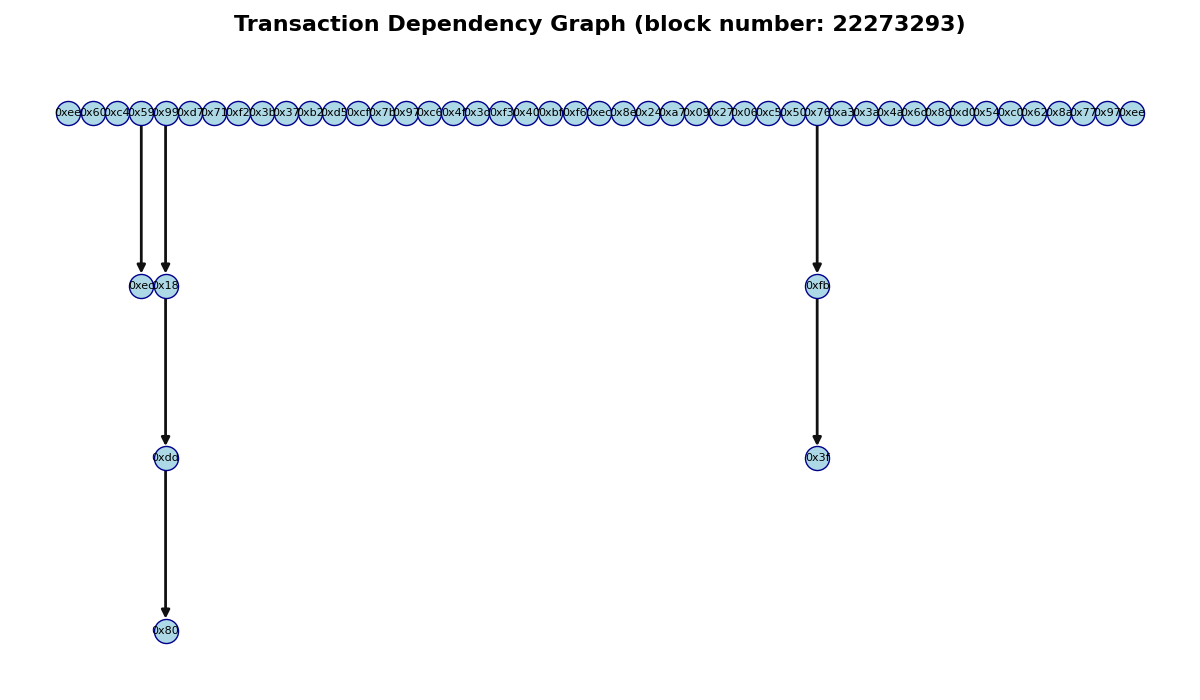 Transaction Dependency Graph (block number: 22273293)
0xee 0x60 0xc4 0x59 0x99 0xd7 0x71 0xf2 0x3b 0x37 0xb2 0xd5 0xcf 0x7b 0x97 0xc6 0x4f 0x3c 0xf3 0x40 0xbf 0xf6 0xec 0x8e 0x24 0xa7 0x09 0x27 0x06 0xc5 0x50 0x76 0xa3 0x3a 0x4a 0x6c 0x8c 0xd0 0x54 0xc0 0x62 0x8a 0x77 0x97 0xee
0x18 0xfb
0x3f
0x80